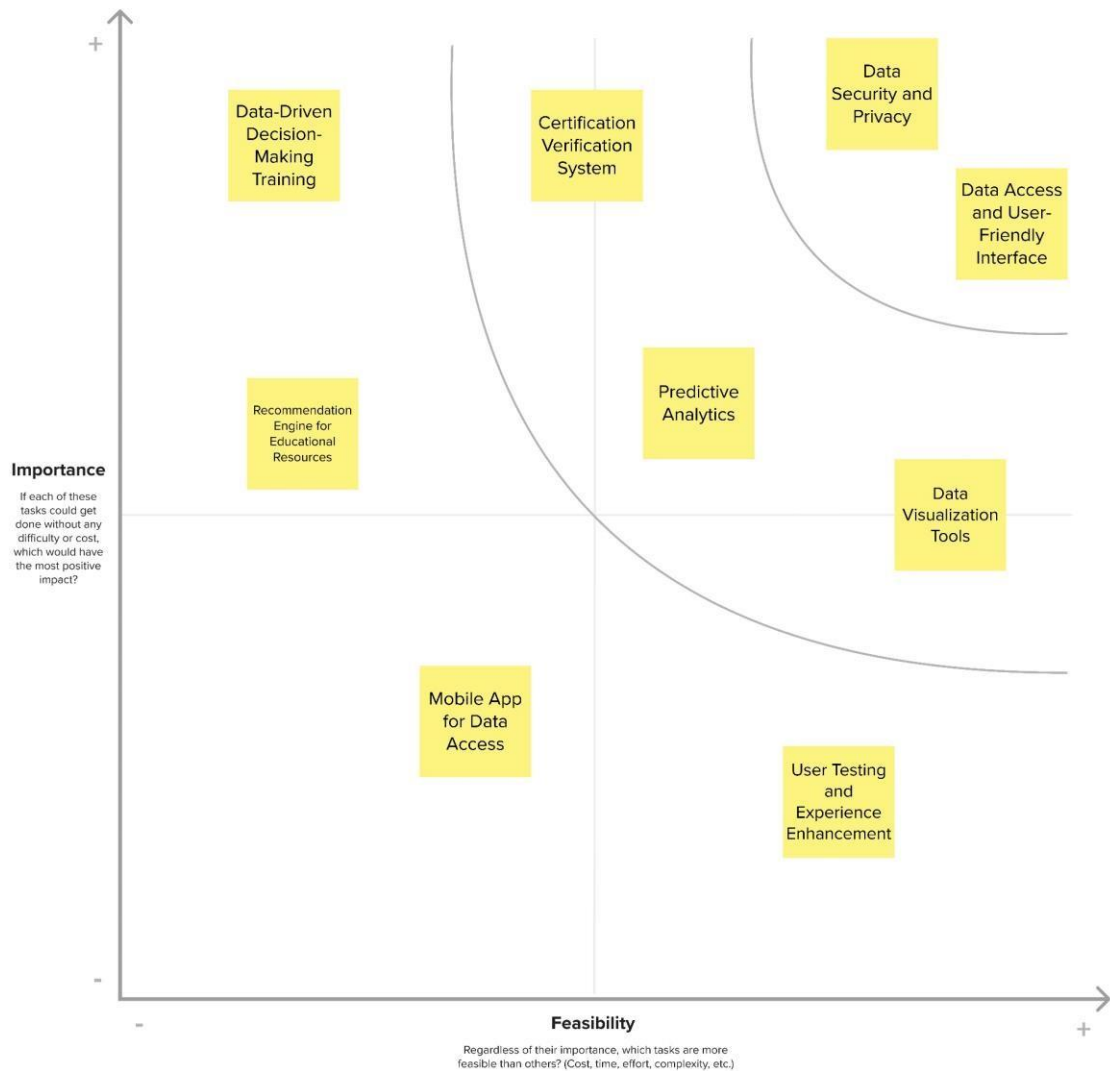 +
Data-Driven
Decision-
Making
Training
Certification
Verification
System
Data
Security and
Privacy
Data Access
and User-
Friendly
Interface
Predictive
Analytics
Recommendation
Engine for
Educational
Resources
Importance
If each of these
tasks could get
done without any
difficulty or cost,
which would have
the most positive
impact?
Data
Visualization
Tools
Mobile App
for Data
Access
User Testing
and
Experience
Enhancement
-
-
Feasibility
+
Regardless of their importance, which tasks are more
feasible than others? (Cost, time, effort, complexity, etc.)